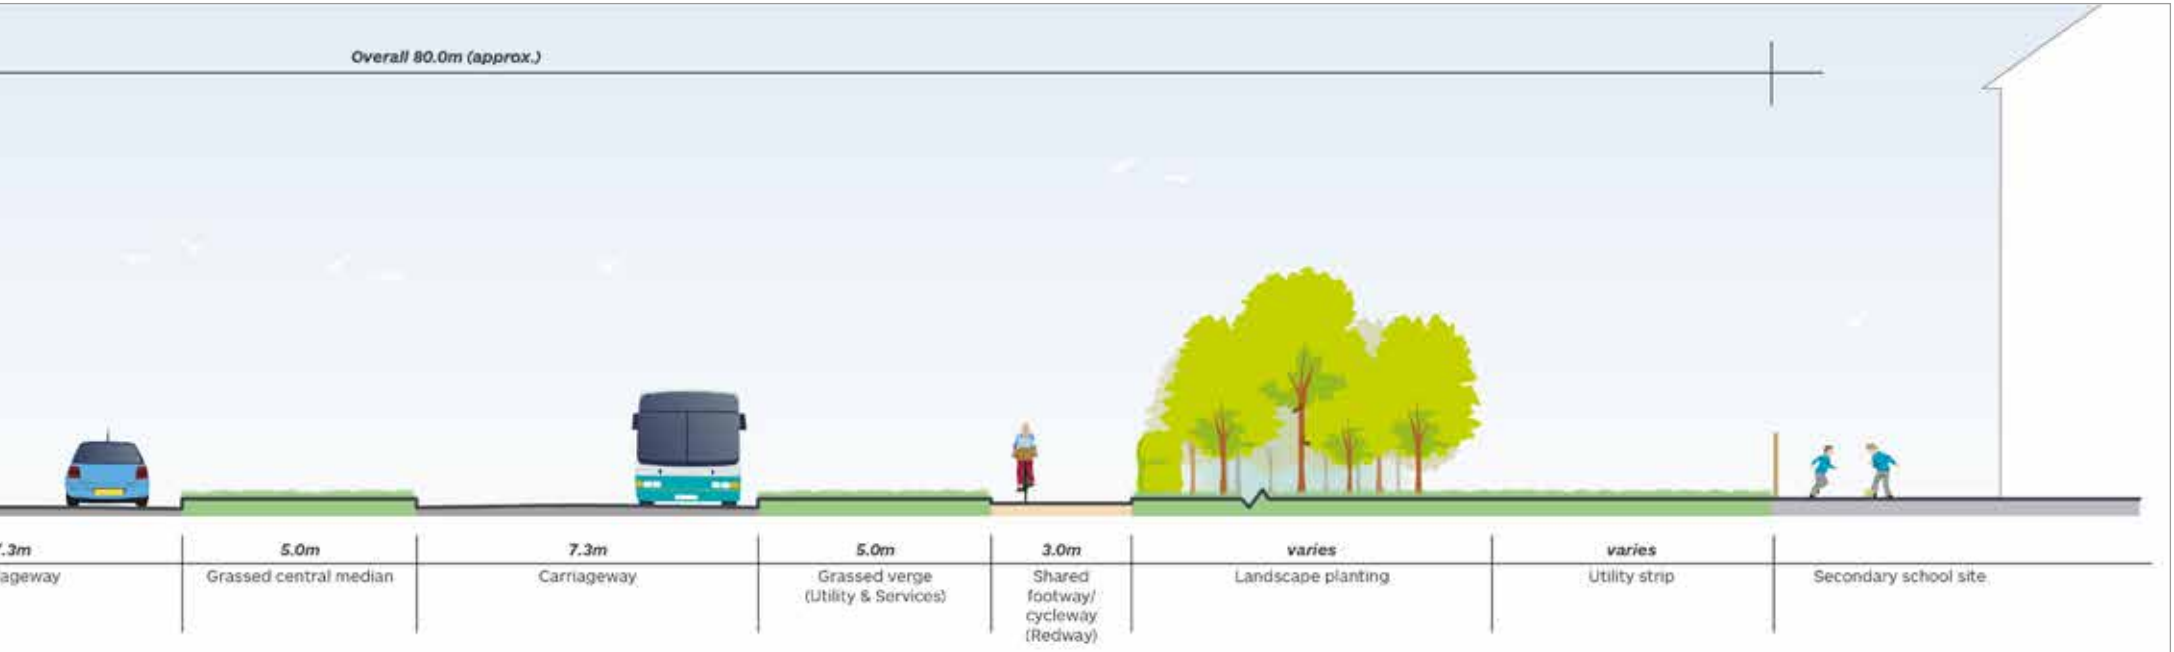 Overall 80.0m (approx.)
.3m
5.0m
7.3m
5.0m
3.0m
varies
varies
ageway
Grassed central median
Carriageway
Grassed verge
(Utility & Services)
Shared
footway/
cycleway
(Redway)
Landscape planting
Utility strip
Secondary school site